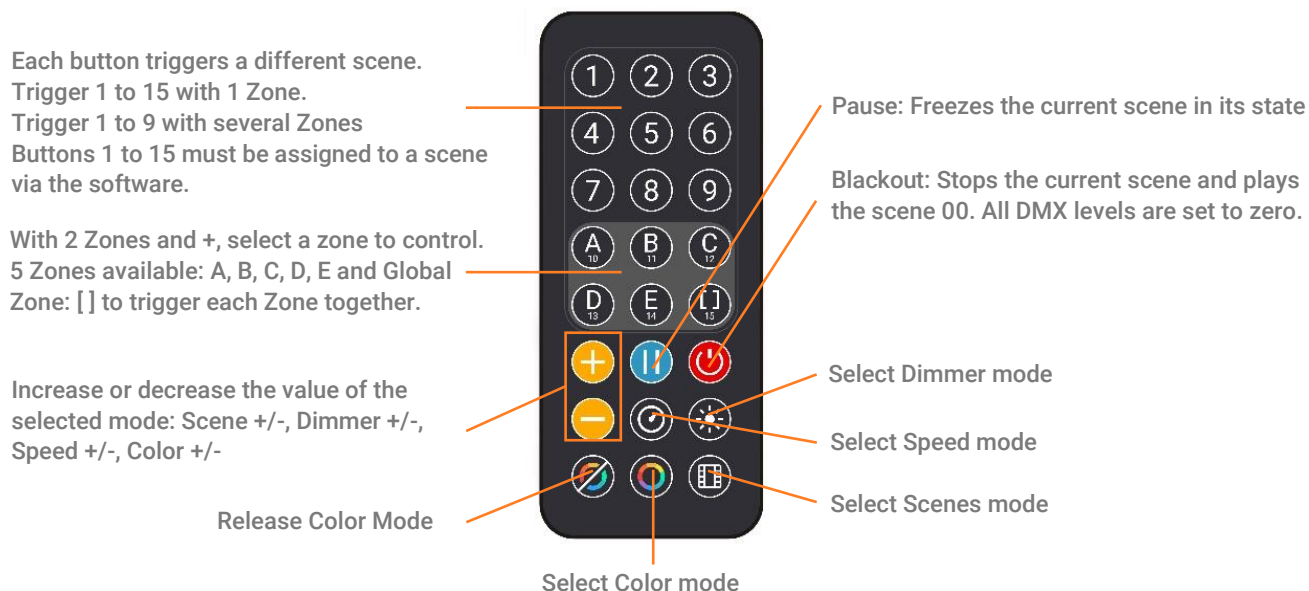 Each button triggers a different scene.
Trigger 1 to 15 with 1 Zone.
Trigger 1 to 9 with several Zones
Buttons 1 to 15 must be assigned to a scene
via the software.
With 2 Zones and +, select a zone to control.
5 Zones available: A, B, C, D, E and Global
Zone: [ ] to trigger each Zone together.
Increase or decrease the value of the
selected mode: Scene +/-, Dimmer +/-,
Speed +/-, Color +/-
Release Color Mode
1 2 3
4 5 6
7 8 9
A B C
10 11 12
D E [ ]
13 14 15
+
−
Select Color mode
Pause: Freezes the current scene in its state
Blackout: Stops the current scene and plays
the scene 00. All DMX levels are set to zero.
Select Dimmer mode
Select Speed mode
Select Scenes mode